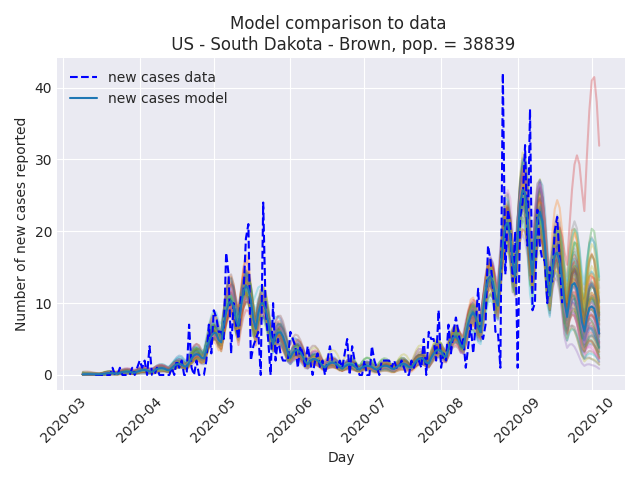 Model comparison to data
US - South Dakota - Brown, pop. = 38839
new cases data
new cases model
Number of new cases reported
40
30
20
10
0
2020-03
2020-04
2020-05
2020-06
2020-07
2020-08
2020-09
2020-10
Day